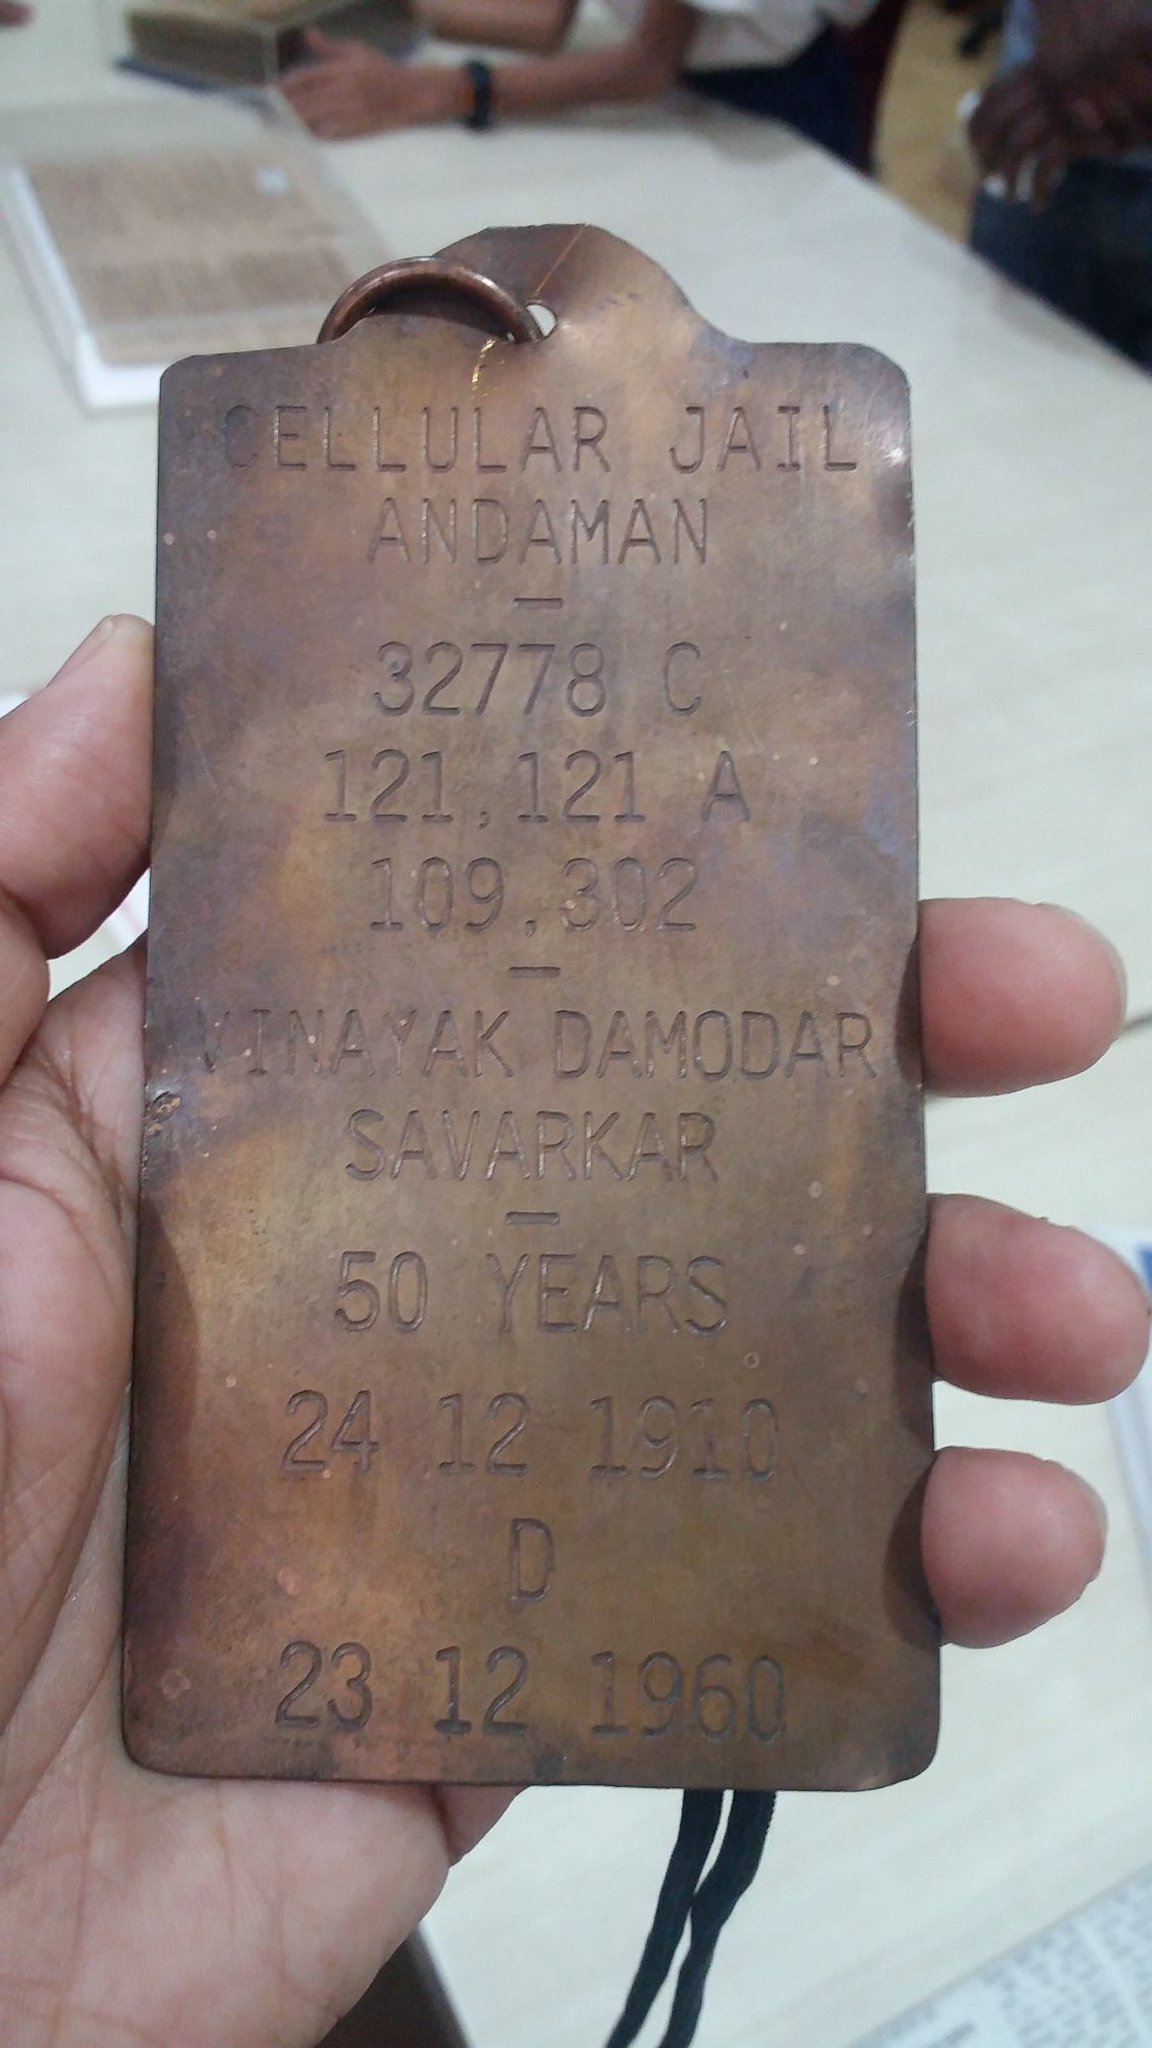 CELLULAR JAIL
ANDAMAN
—
32778 C
121,121 A
109,302
—
VINAYAK DAMODAR
SAVARKAR
—
50 YEARS
24 12 1910
D
23 12 1960